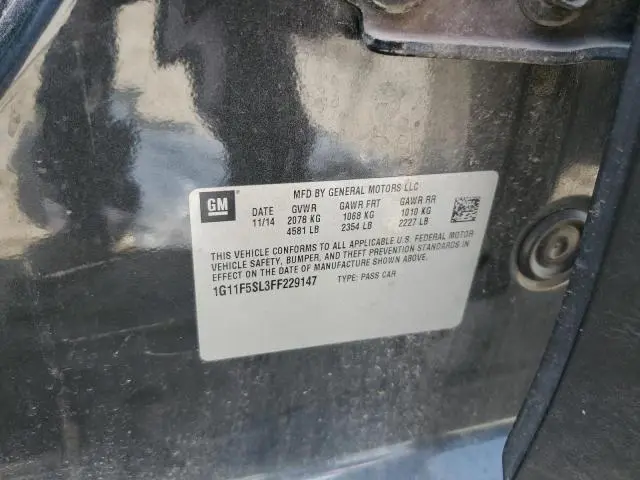 GM
MFD BY GENERAL MOTORS LLC
DATE GVWR GAWR FRT GAWR RR
11/14 2078 KG 1068 KG 1010 KG
4581 LB 2354 LB 2227 LB
THIS VEHICLE CONFORMS TO ALL APPLICABLE U.S. FEDERAL MOTOR
VEHICLE SAFETY, BUMPER, AND THEFT PREVENTION STANDARDS IN
EFFECT ON THE DATE OF MANUFACTURE SHOWN ABOVE.
1G11F5SL3FF229147 TYPE: PASS CAR